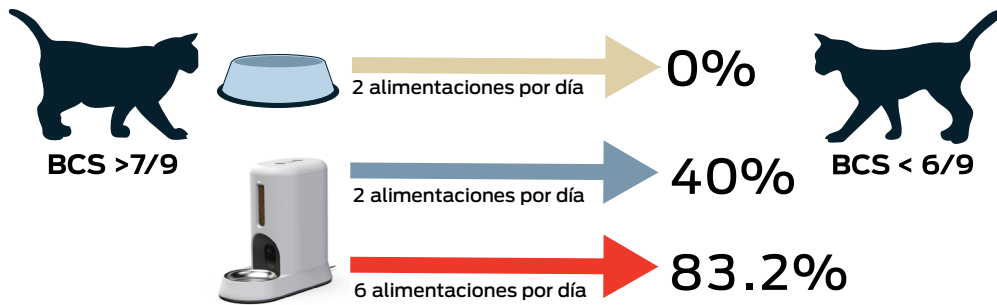 2 alimentaciones por día
0%
BCS >7/9
BCS < 6/9
2 alimentaciones por día
40%
6 alimentaciones por día
83.2%